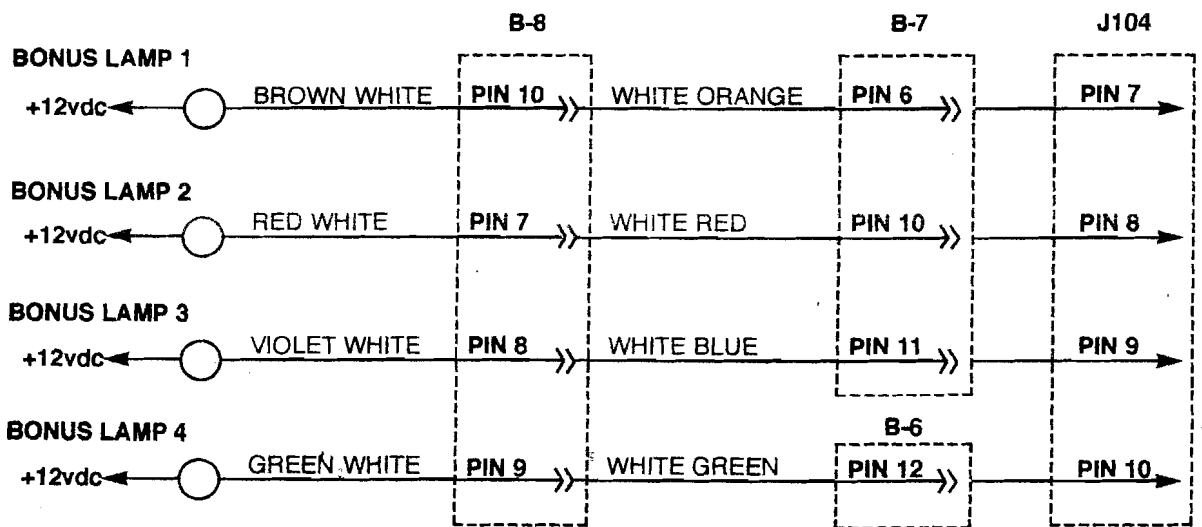 B-8 B-7 J104
BONUS LAMP 1
+12vdc BROWN WHITE PIN 10 WHITE ORANGE PIN 6 PIN 7
BONUS LAMP 2
+12vdc RED WHITE PIN 7 WHITE RED PIN 10 PIN 8
BONUS LAMP 3
+12vdc VIOLET WHITE PIN 8 WHITE BLUE PIN 11 PIN 9
BONUS LAMP 4 B-6
+12vdc GREEN WHITE PIN 9 WHITE GREEN PIN 12 PIN 10